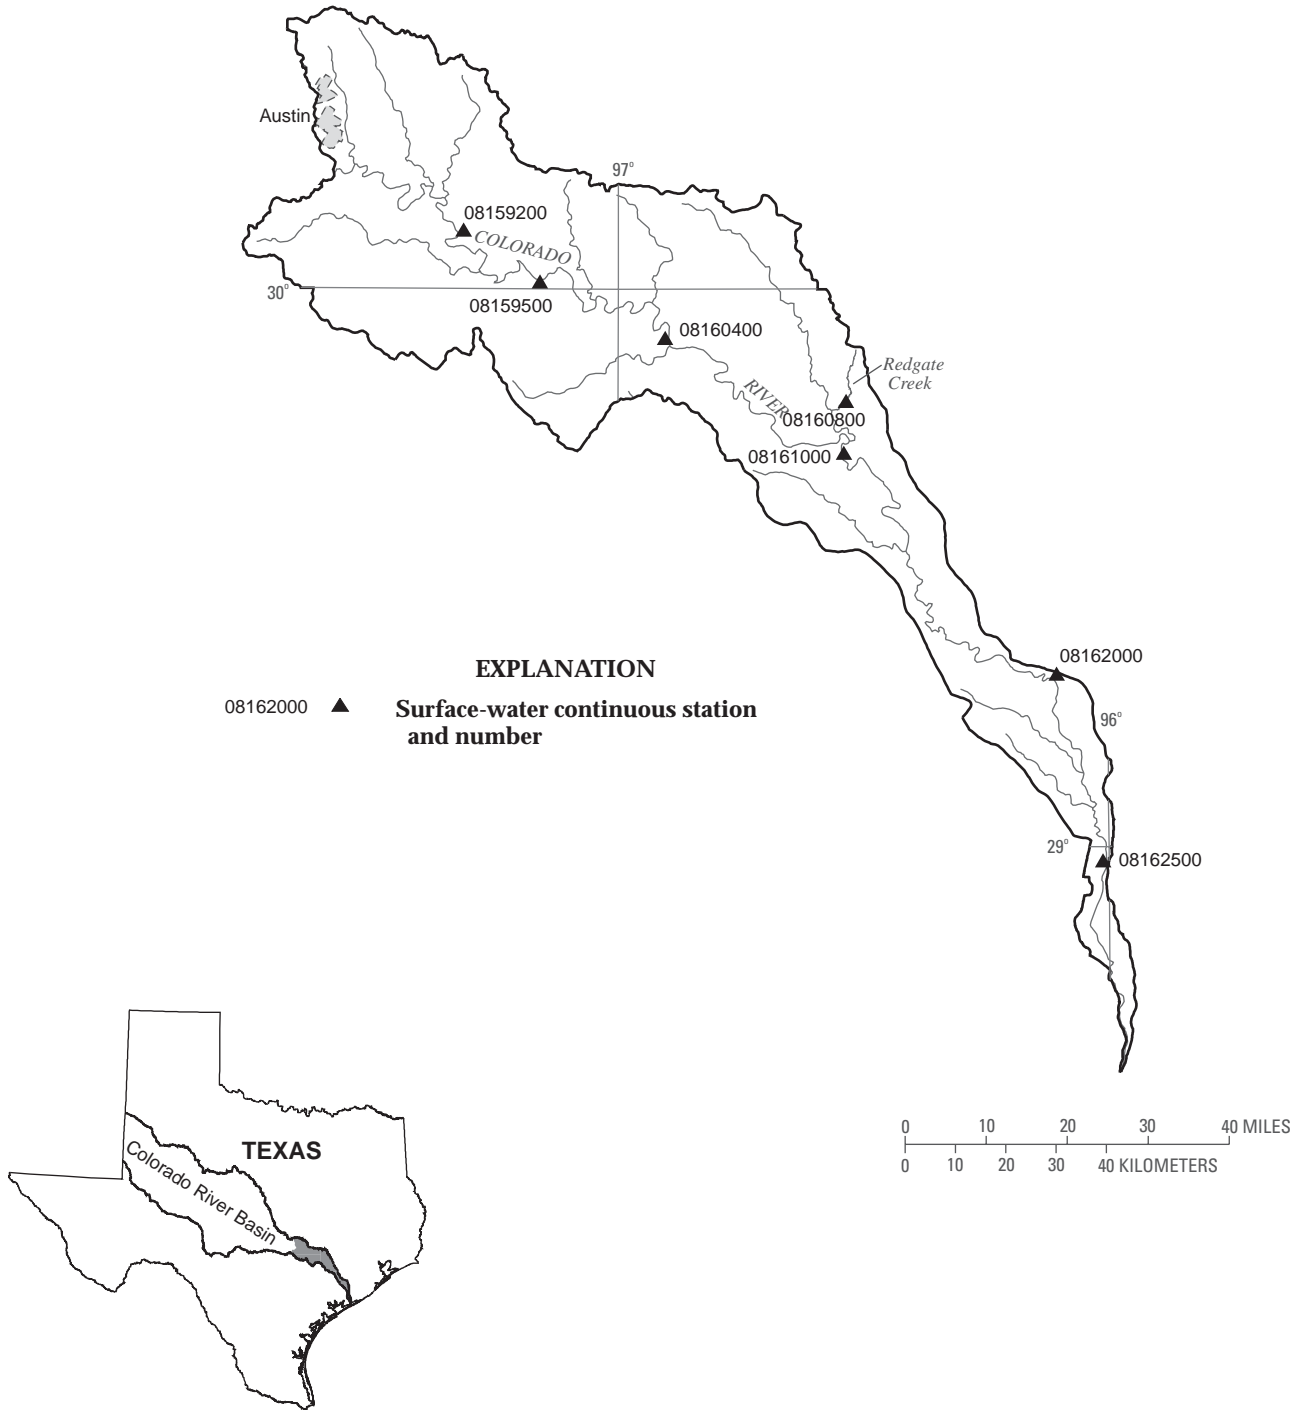 Austin
97°
08159200
COLORADO
30°
08159500
08160400
Redgate
Creek
RIVER
08160800
08161000
08162000
EXPLANATION
08162000 Surface-water continuous station
and number
96°
29°
08162500
TEXAS
Colorado River Basin
0 10 20 30 40 MILES
0 10 20 30 40 KILOMETERS